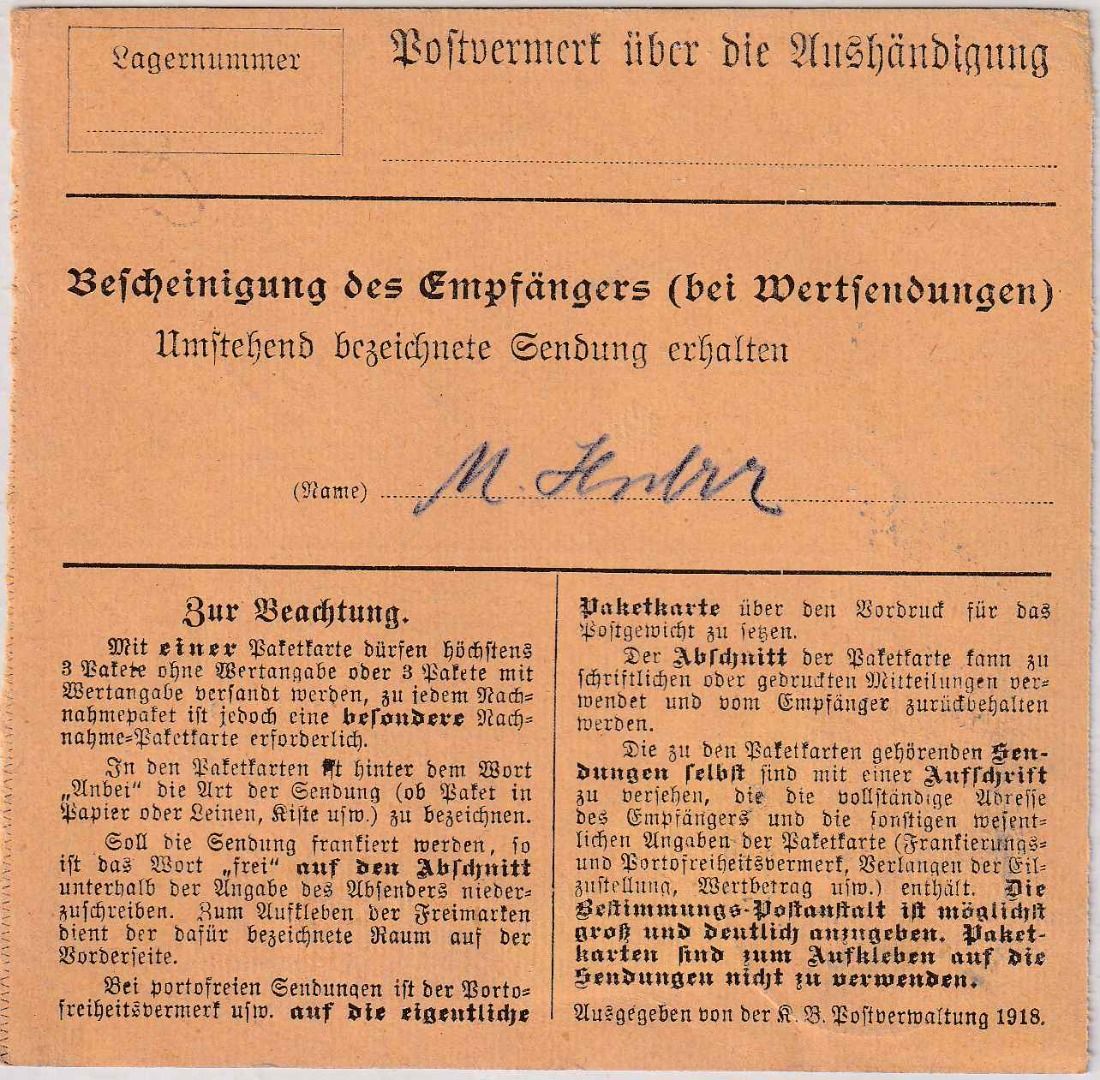 Lagernummer
Postvermerk über die Aushändigung
Bescheinigung des Empfängers (bei Wertsendungen)
Umstehend bezeichnete Sendung erhalten
(Name) M. Huber
Zur Beachtung.
Mit einer Paketkarte dürfen höchstens
3 Pakete ohne Wertangabe oder 3 Pakete mit
Wertangabe versandt werden, zu jedem Nach-
nahmepaket ist jedoch eine besondere Nach-
nahme-Paketkarte erforderlich.
In den Paketkarten ist hinter dem Wort
„Anbei“ die Art der Sendung (ob Paket in
Papier oder Leinen, Kiste usw.) zu bezeichnen.
Soll die Sendung frankiert werden, so
ist das Wort „frei“ auf den Abschnitt
unterhalb der Angabe des Absenders nieder-
zuschreiben. Zum Aufkleben der Freimarken
dient der dafür bezeichnete Raum auf der
Vorderseite.
Bei portofreien Sendungen ist der Porto-
freiheitsvermerk usw. auf die eigentliche
Paketkarte über den Vordruck für das
Postgewicht zu setzen.
Der Abschnitt der Paketkarte kann zu
schriftlichen oder gedruckten Mitteilungen ver-
wendet und vom Empfänger zurückbehalten
werden.
Die zu den Paketkarten gehörenden Sen-
dungen selbst sind mit einer Aufschrift
zu versehen, die die vollständige Adresse
des Empfängers und die sonstigen wesent-
lichen Angaben der Paketkarte (Frankierungs-
und Portofreiheitsvermerk, Verlangen der Eil-
zustellung, Wertbetrag usw.) enthält. Die
Bestimmungs-Postanstalt ist möglichst
groß und deutlich anzugeben. Paket-
karten sind zum Aufkleben auf die
Sendungen nicht zu verwenden.
Ausgegeben von der K. B. Postverwaltung 1918.